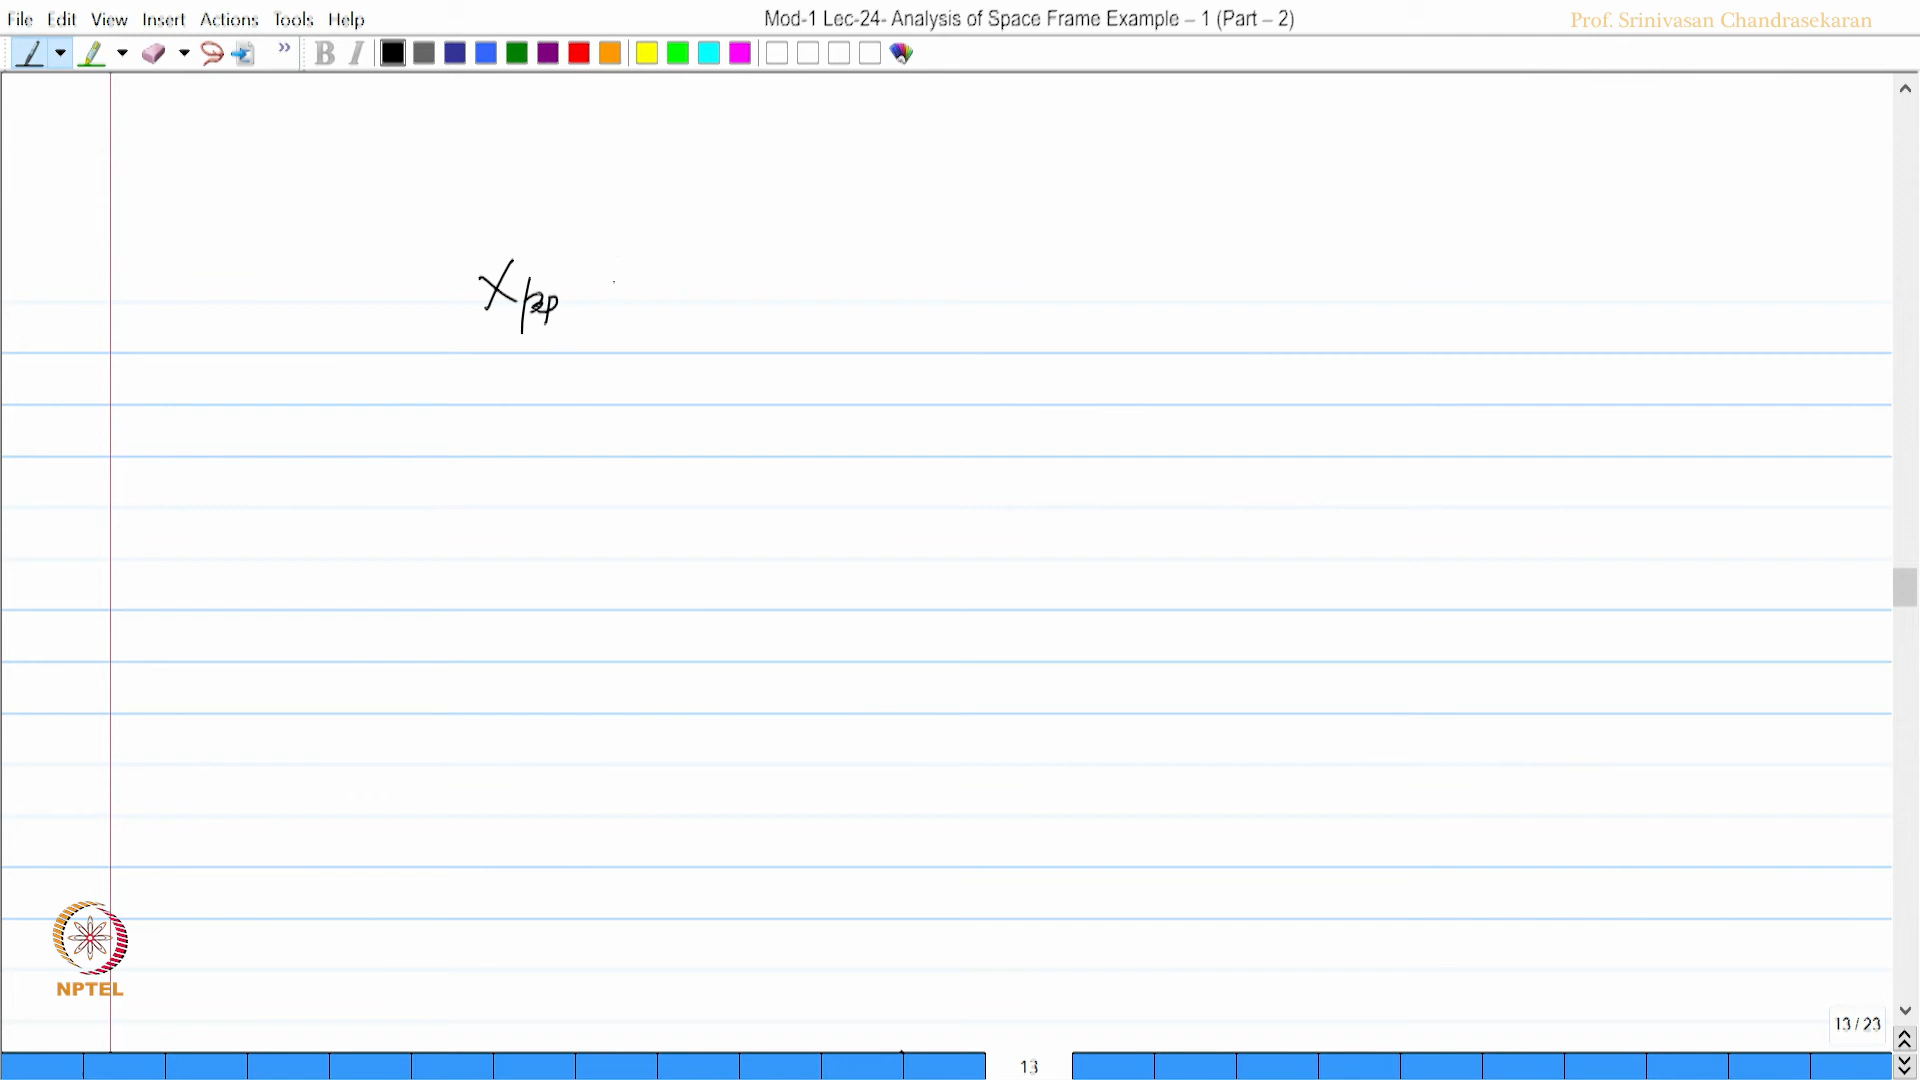 File Edit View Insert Actions Tools Help
Mod-1 Lec-24- Analysis of Space Frame Example – 1 (Part – 2)
Prof. Srinivasan Chandrasekaran
B I
NPTEL
13 / 23
13